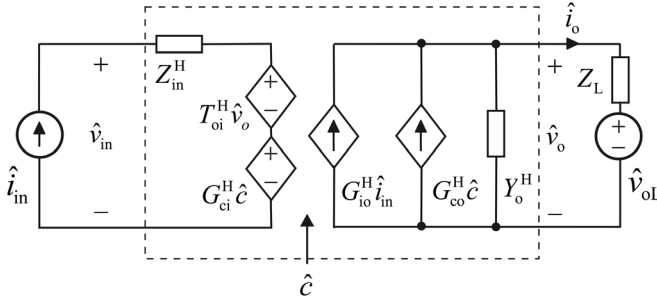 î_o
+
Z_in^H
+
+
Z_L
T_oi^H v̂_o
−
+
v̂_in
v̂_o
−
î_in
+
G_ci^H ĉ
−
G_io^H î_in
G_co^H ĉ
Y_o^H
v̂_oL
−
−
ĉ